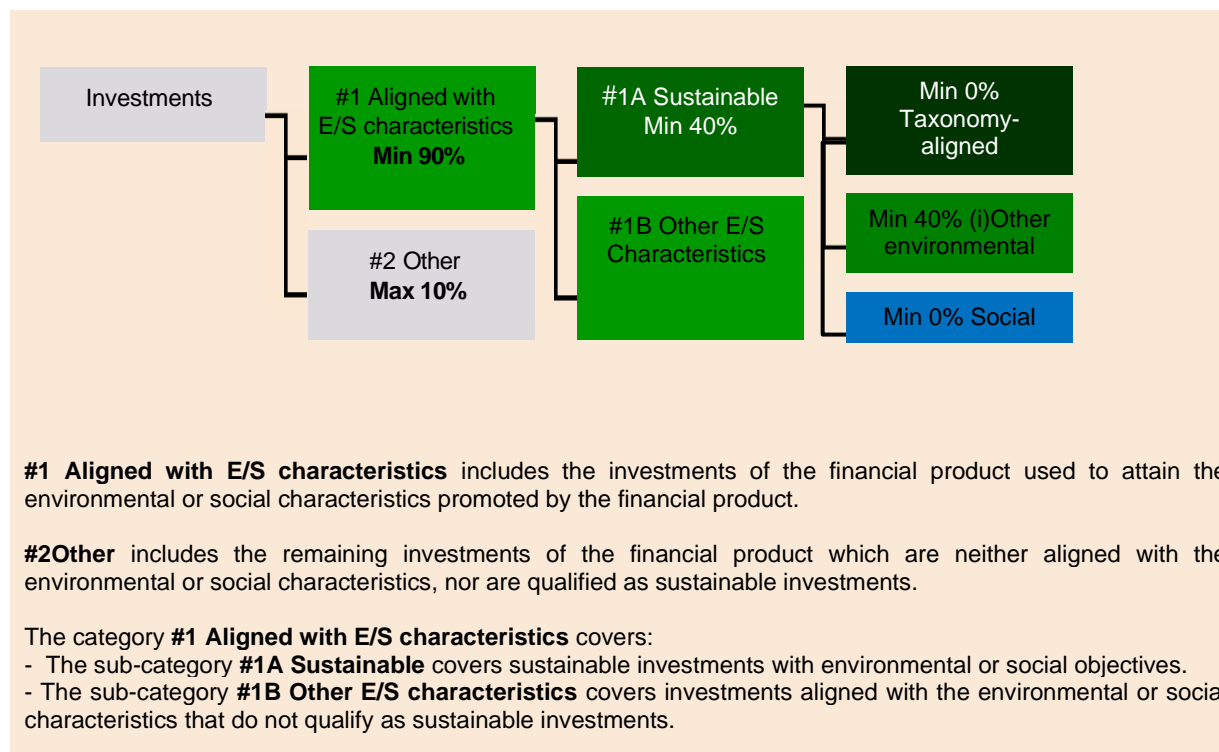 Investments
#1 Aligned with
E/S characteristics
Min 90%
#2 Other
Max 10%
#1A Sustainable
Min 40%
#1B Other E/S
Characteristics
Min 0%
Taxonomy-
aligned
Min 40% (i)Other
environmental
Min 0% Social
#1 Aligned with E/S characteristics includes the investments of the financial product used to attain the
environmental or social characteristics promoted by the financial product.
#2Other includes the remaining investments of the financial product which are neither aligned with the
environmental or social characteristics, nor are qualified as sustainable investments.
The category #1 Aligned with E/S characteristics covers:
- The sub-category #1A Sustainable covers sustainable investments with environmental or social objectives.
- The sub-category #1B Other E/S characteristics covers investments aligned with the environmental or social
characteristics that do not qualify as sustainable investments.